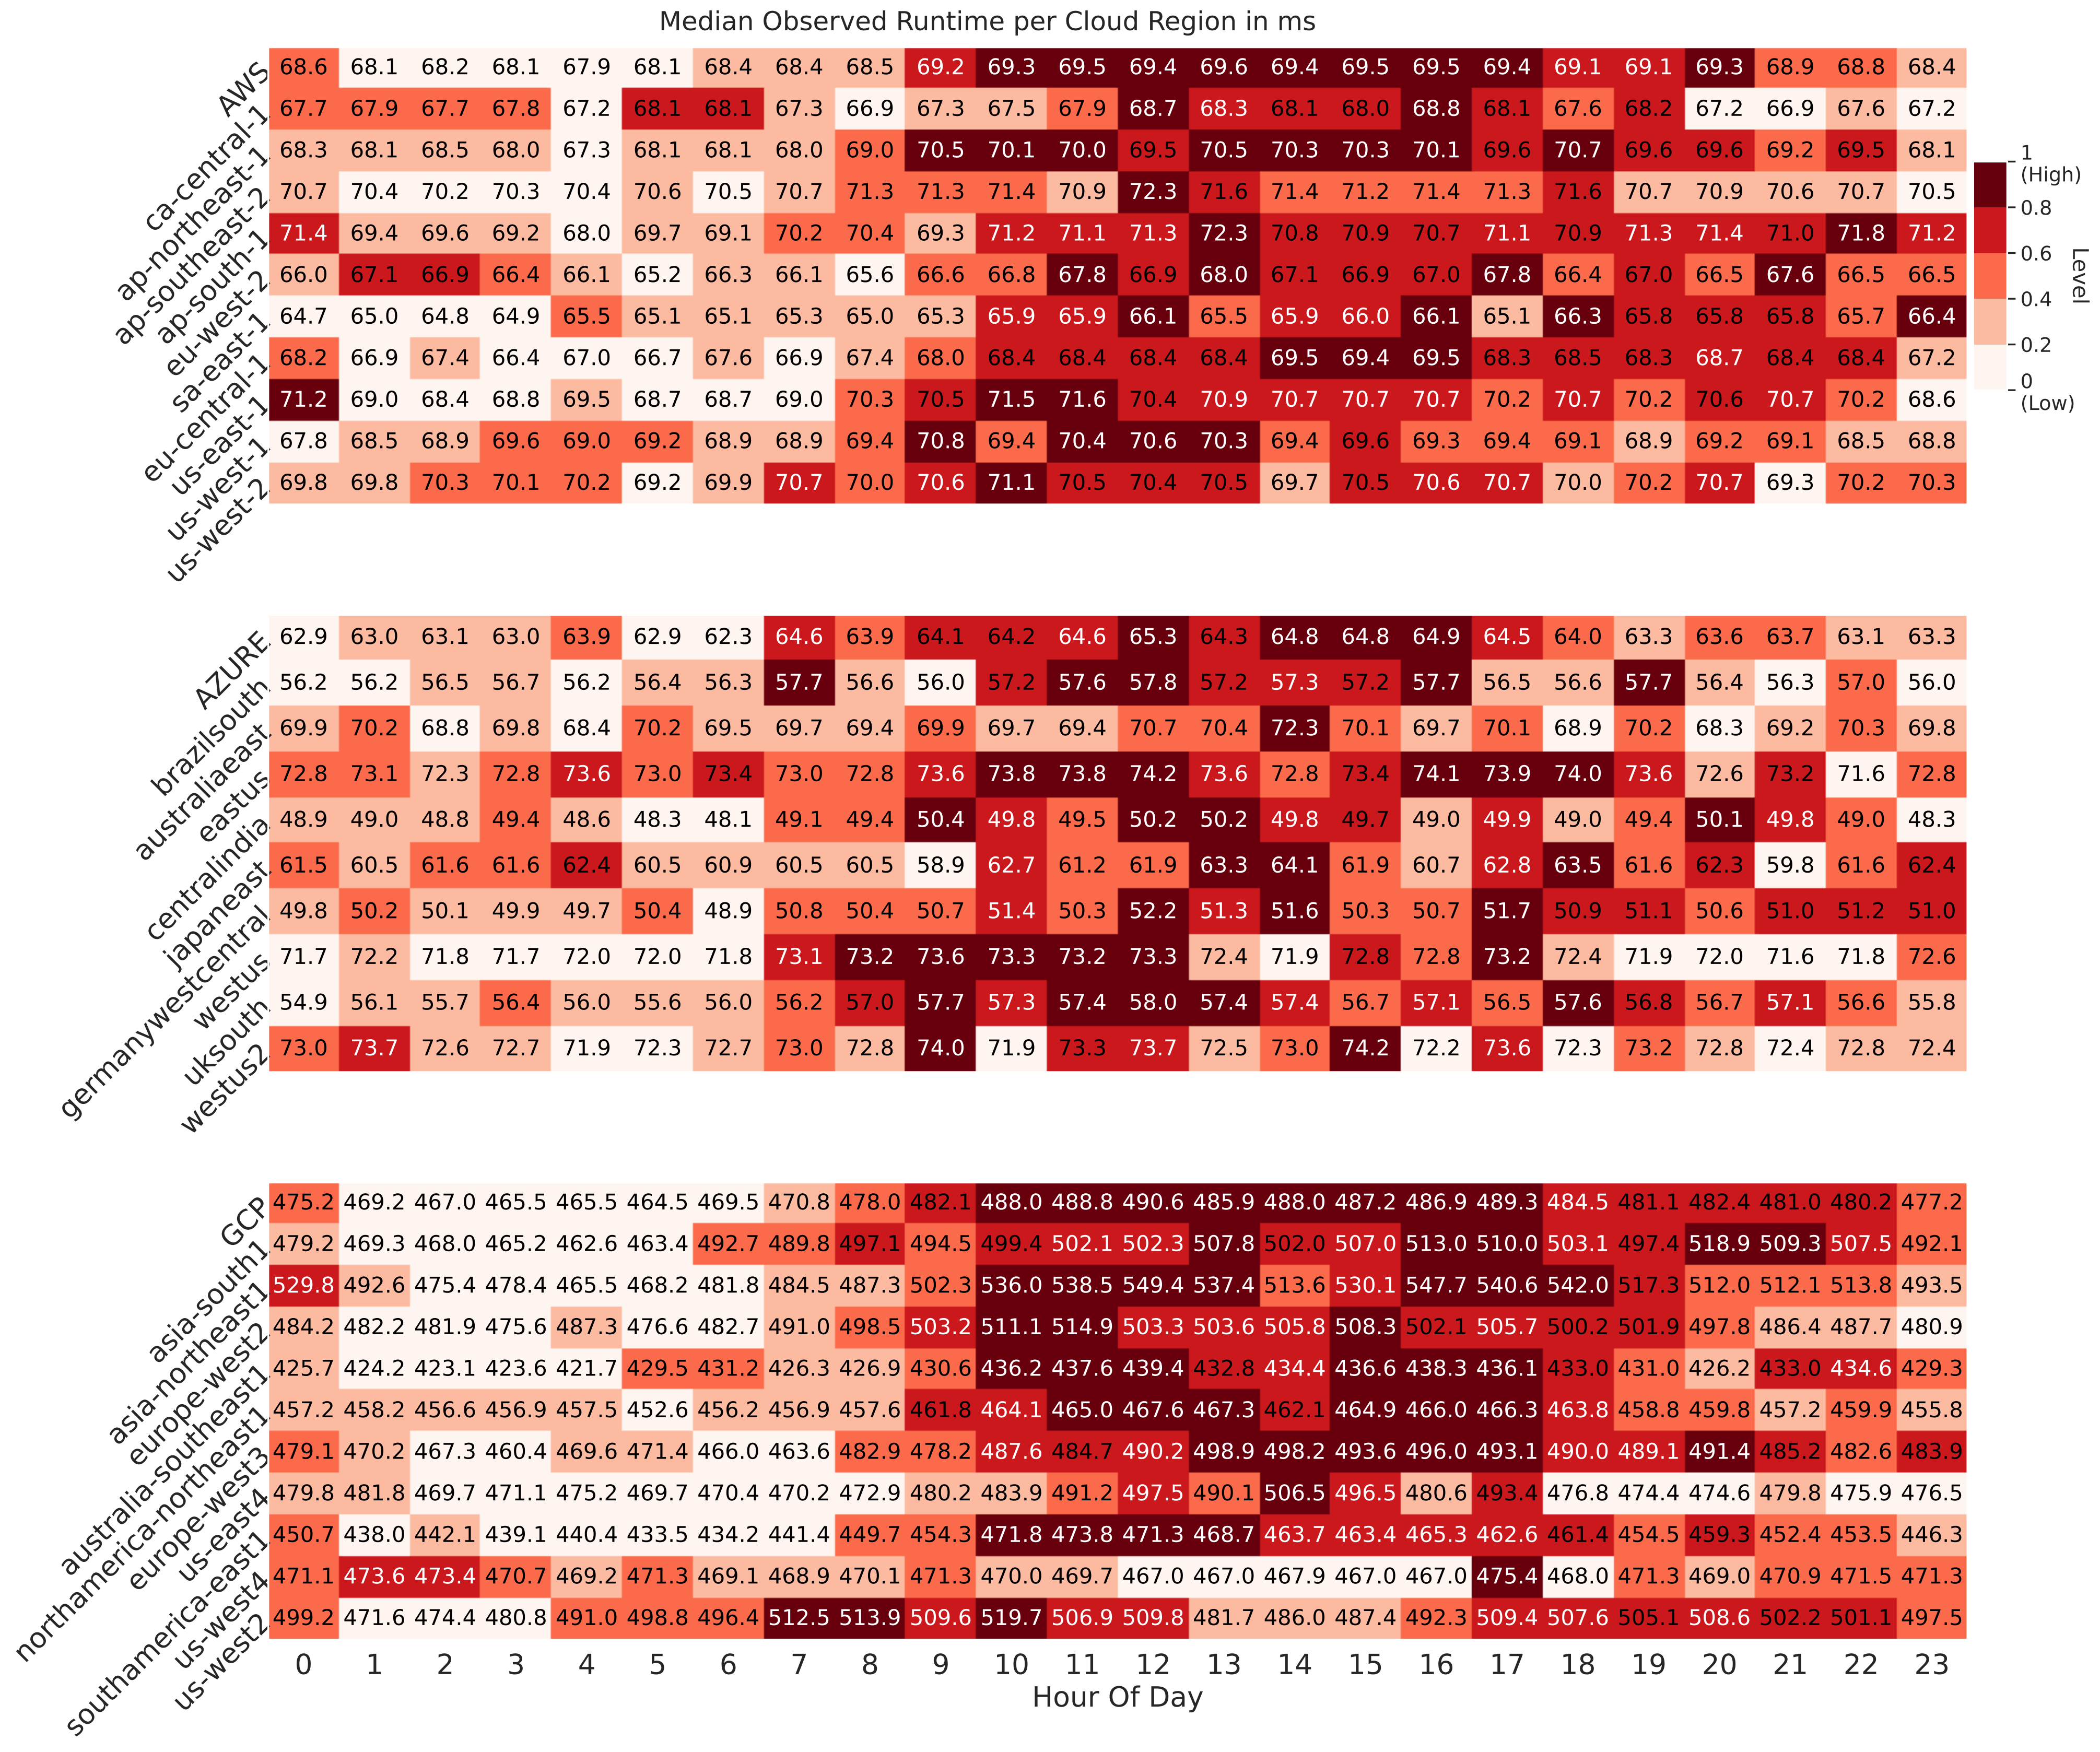 Median Observed Runtime per Cloud Region in ms
AWS 68.6 68.1 68.2 68.1 67.9 68.1 68.4 68.4 68.5 69.2 69.3 69.5 69.4 69.6 69.4 69.5 69.5 69.4 69.1 69.1 69.3 68.9 68.8 68.4
ca-central-1 67.7 67.9 67.7 67.8 67.2 68.1 68.1 67.3 66.9 67.3 67.5 67.9 68.7 68.3 68.1 68.0 68.8 68.1 67.6 68.2 67.2 66.9 67.6 67.2
ap-northeast-1 68.3 68.1 68.5 68.0 67.3 68.1 68.1 68.0 69.0 70.5 70.1 70.0 69.5 70.5 70.3 70.3 70.1 69.6 70.7 69.6 69.6 69.2 69.5 68.1
ap-southeast-2 70.7 70.4 70.2 70.3 70.4 70.6 70.5 70.7 71.3 71.3 71.4 70.9 72.3 71.6 71.4 71.2 71.4 71.3 71.6 70.7 70.9 70.6 70.7 70.5
ap-south-1 71.4 69.4 69.6 69.2 68.0 69.7 69.1 70.2 70.4 69.3 71.2 71.1 71.3 72.3 70.8 70.9 70.7 71.1 70.9 71.3 71.4 71.0 71.8 71.2
eu-west-2 66.0 67.1 66.9 66.4 66.1 65.2 66.3 66.1 65.6 66.6 66.8 67.8 66.9 68.0 67.1 66.9 67.0 67.8 66.4 67.0 66.5 67.6 66.5 66.5
sa-east-1 64.7 65.0 64.8 64.9 65.5 65.1 65.1 65.3 65.0 65.3 65.9 65.9 66.1 65.5 65.9 66.0 66.1 65.1 66.3 65.8 65.8 65.8 65.7 66.4
eu-central-1 68.2 66.9 67.4 66.4 67.0 66.7 67.6 66.9 67.4 68.0 68.4 68.4 68.4 68.4 69.5 69.4 69.5 68.3 68.5 68.3 68.7 68.4 68.4 67.2
us-east-1 71.2 69.0 68.4 68.8 69.5 68.7 68.7 69.0 70.3 70.5 71.5 71.6 70.4 70.9 70.7 70.7 70.7 70.2 70.7 70.2 70.6 70.7 70.2 68.6
us-west-1 67.8 68.5 68.9 69.6 69.0 69.2 68.9 68.9 69.4 70.8 69.4 70.4 70.6 70.3 69.4 69.6 69.3 69.4 69.1 68.9 69.2 69.1 68.5 68.8
us-west-2 69.8 69.8 70.3 70.1 70.2 69.2 69.9 70.7 70.0 70.6 71.1 70.5 70.4 70.5 69.7 70.5 70.6 70.7 70.0 70.2 70.7 69.3 70.2 70.3
1
(High)
0.8
0.6
0.4
0.2
0
(Low)
Level
AZURE 62.9 63.0 63.1 63.0 63.9 62.9 62.3 64.6 63.9 64.1 64.2 64.6 65.3 64.3 64.8 64.8 64.9 64.5 64.0 63.3 63.6 63.7 63.1 63.3
brazilsouth 56.2 56.2 56.5 56.7 56.2 56.4 56.3 57.7 56.6 56.0 57.2 57.6 57.8 57.2 57.3 57.2 57.7 56.5 56.6 57.7 56.4 56.3 57.0 56.0
australiaeast 69.9 70.2 68.8 69.8 68.4 70.2 69.5 69.7 69.4 69.9 69.7 69.4 70.7 70.4 72.3 70.1 69.7 70.1 68.9 70.2 68.3 69.2 70.3 69.8
eastus 72.8 73.1 72.3 72.8 73.6 73.0 73.4 73.0 72.8 73.6 73.8 73.8 74.2 73.6 72.8 73.4 74.1 73.9 74.0 73.6 72.6 73.2 71.6 72.8
centralindia 48.9 49.0 48.8 49.4 48.6 48.3 48.1 49.1 49.4 50.4 49.8 49.5 50.2 50.2 49.8 49.7 49.0 49.9 49.0 49.4 50.1 49.8 49.0 48.3
japaneast 61.5 60.5 61.6 61.6 62.4 60.5 60.9 60.5 60.5 58.9 62.7 61.2 61.9 63.3 64.1 61.9 60.7 62.8 63.5 61.6 62.3 59.8 61.6 62.4
germanywestcentral 49.8 50.2 50.1 49.9 49.7 50.4 48.9 50.8 50.4 50.7 51.4 50.3 52.2 51.3 51.6 50.3 50.7 51.7 50.9 51.1 50.6 51.0 51.2 51.0
westus 71.7 72.2 71.8 71.7 72.0 72.0 71.8 73.1 73.2 73.6 73.3 73.2 73.3 72.4 71.9 72.8 72.8 73.2 72.4 71.9 72.0 71.6 71.8 72.6
uksouth 54.9 56.1 55.7 56.4 56.0 55.6 56.0 56.2 57.0 57.7 57.3 57.4 58.0 57.4 57.4 56.7 57.1 56.5 57.6 56.8 56.7 57.1 56.6 55.8
westus2 73.0 73.7 72.6 72.7 71.9 72.3 72.7 73.0 72.8 74.0 71.9 73.3 73.7 72.5 73.0 74.2 72.2 73.6 72.3 73.2 72.8 72.4 72.8 72.4
GCP 475.2 469.2 467.0 465.5 465.5 464.5 469.5 470.8 478.0 482.1 488.0 488.8 490.6 485.9 488.0 487.2 486.9 489.3 484.5 481.1 482.4 481.0 480.2 477.2
asia-south1 479.2 469.3 468.0 465.2 462.6 463.4 492.7 489.8 497.1 494.5 499.4 502.1 502.3 507.8 502.0 507.0 513.0 510.0 503.1 497.4 518.9 509.3 507.5 492.1
asia-northeast1 529.8 492.6 475.4 478.4 465.5 468.2 481.8 484.5 487.3 502.3 536.0 538.5 549.4 537.4 513.6 530.1 547.7 540.6 542.0 517.3 512.0 512.1 513.8 493.5
europe-west2 484.2 482.2 481.9 475.6 487.3 476.6 482.7 491.0 498.5 503.2 511.1 514.9 503.3 503.6 505.8 508.3 502.1 505.7 500.2 501.9 497.8 486.4 487.7 480.9
australia-southeast1 425.7 424.2 423.1 423.6 421.7 429.5 431.2 426.3 426.9 430.6 436.2 437.6 439.4 432.8 434.4 436.6 438.3 436.1 433.0 431.0 426.2 433.0 434.6 429.3
northamerica-northeast1 457.2 458.2 456.6 456.9 457.5 452.6 456.2 456.9 457.6 461.8 464.1 465.0 467.6 467.3 462.1 464.9 466.0 466.3 463.8 458.8 459.8 457.2 459.9 455.8
europe-west3 479.1 470.2 467.3 460.4 469.6 471.4 466.0 463.6 482.9 478.2 487.6 484.7 490.2 498.9 498.2 493.6 496.0 493.1 490.0 489.1 491.4 485.2 482.6 483.9
us-east4 479.8 481.8 469.7 471.1 475.2 469.7 470.4 470.2 472.9 480.2 483.9 491.2 497.5 490.1 506.5 496.5 480.6 493.4 476.8 474.4 474.6 479.8 475.9 476.5
southamerica-east1 450.7 438.0 442.1 439.1 440.4 433.5 434.2 441.4 449.7 454.3 471.8 473.8 471.3 468.7 463.7 463.4 465.3 462.6 461.4 454.5 459.3 452.4 453.5 446.3
us-west4 471.1 473.6 473.4 470.7 469.2 471.3 469.1 468.9 470.1 471.3 470.0 469.7 467.0 467.0 467.9 467.0 467.0 475.4 468.0 471.3 469.0 470.9 471.5 471.3
us-west2 499.2 471.6 474.4 480.8 491.0 498.8 496.4 512.5 513.9 509.6 519.7 506.9 509.8 481.7 486.0 487.4 492.3 509.4 507.6 505.1 508.6 502.2 501.1 497.5
0 1 2 3 4 5 6 7 8 9 10 11 12 13 14 15 16 17 18 19 20 21 22 23
Hour Of Day